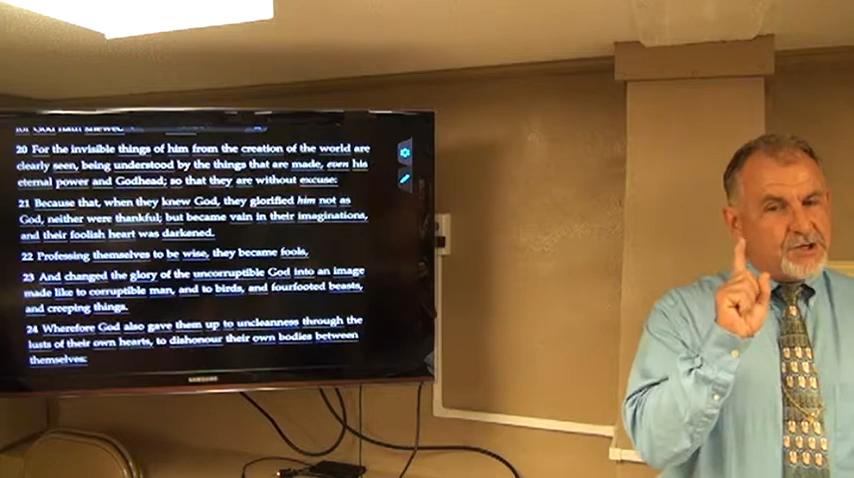 for God hath shewed
20 For the invisible things of him from the creation of the world are
clearly seen, being understood by the things that are made, even his
eternal power and Godhead; so that they are without excuse:
21 Because that, when they knew God, they glorified him not as
God, neither were thankful; but became vain in their imaginations,
and their foolish heart was darkened.
22 Professing themselves to be wise, they became fools,
23 And changed the glory of the uncorruptible God into an image
made like to corruptible man, and to birds, and fourfooted beasts,
and creeping things.
24 Wherefore God also gave them up to uncleanness through the
lusts of their own hearts, to dishonour their own bodies between
themselves:
SAMSUNG